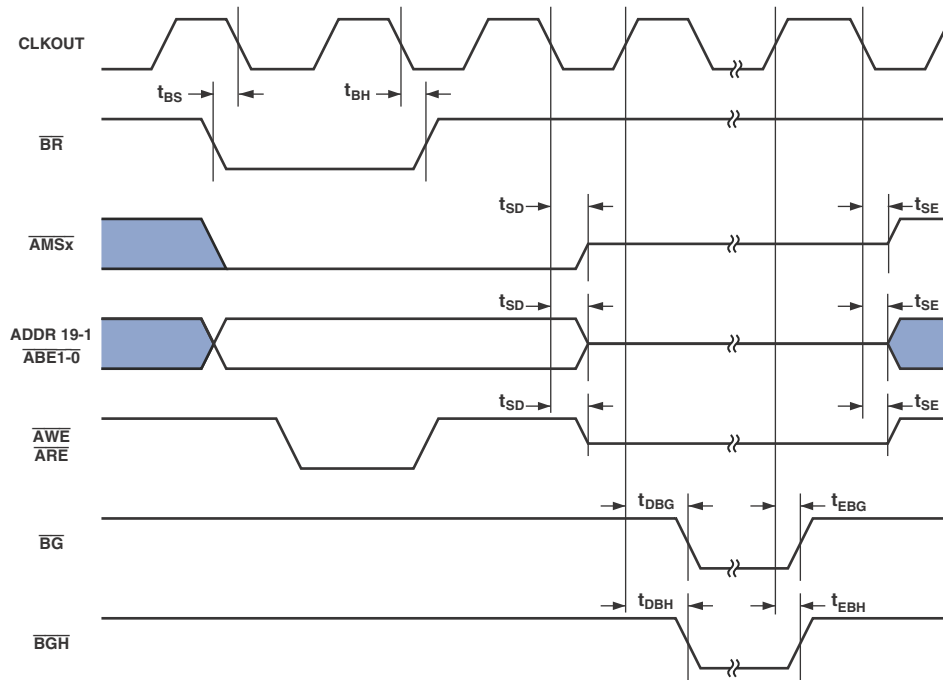 CLKOUT
tBS
tBH
BR
tSD
tSE
AMSx
tSD
tSE
ADDR 19-1
ABE1-0
tSD
tSE
AWE
ARE
tDBG
tEBG
BG
tDBH
tEBH
BGH